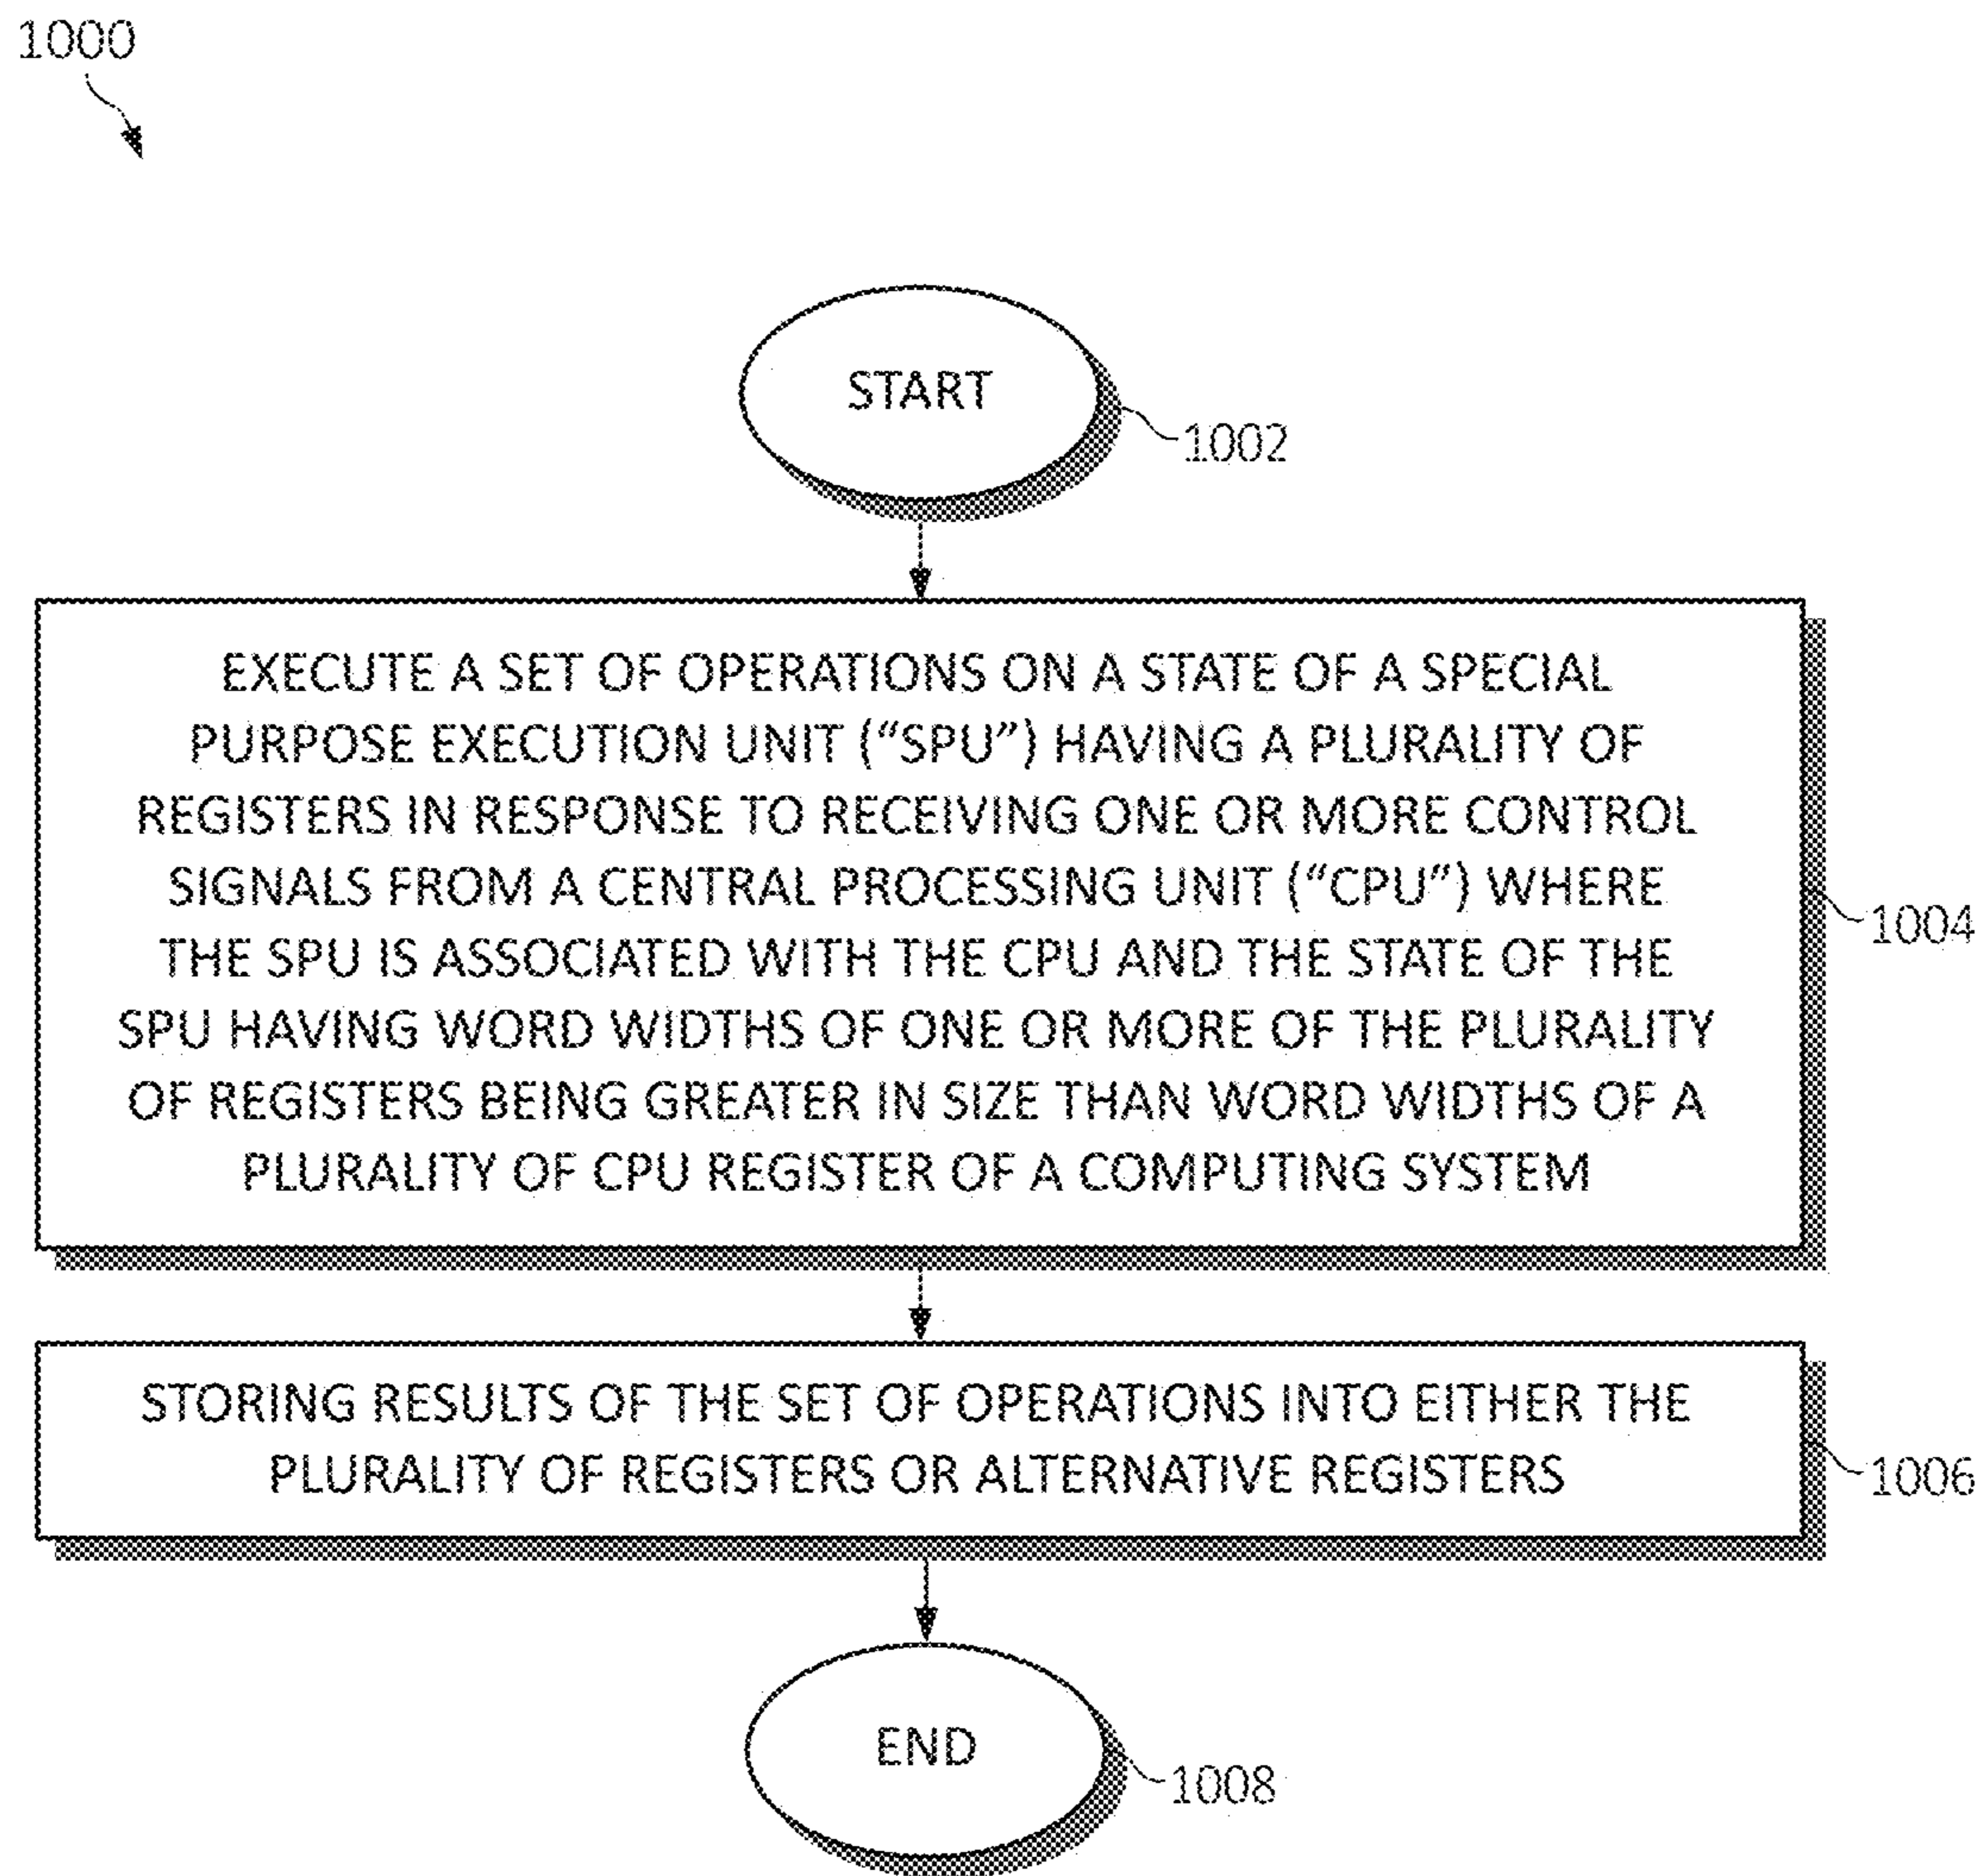 1000
START
1002
EXECUTE A SET OF OPERATIONS ON A STATE OF A SPECIAL
PURPOSE EXECUTION UNIT (“SPU”) HAVING A PLURALITY OF
REGISTERS IN RESPONSE TO RECEIVING ONE OR MORE CONTROL
SIGNALS FROM A CENTRAL PROCESSING UNIT (“CPU”) WHERE
THE SPU IS ASSOCIATED WITH THE CPU AND THE STATE OF THE
SPU HAVING WORD WIDTHS OF ONE OR MORE OF THE PLURALITY
OF REGISTERS BEING GREATER IN SIZE THAN WORD WIDTHS OF A
PLURALITY OF CPU REGISTER OF A COMPUTING SYSTEM
1004
STORING RESULTS OF THE SET OF OPERATIONS INTO EITHER THE
PLURALITY OF REGISTERS OR ALTERNATIVE REGISTERS
1006
END
1008